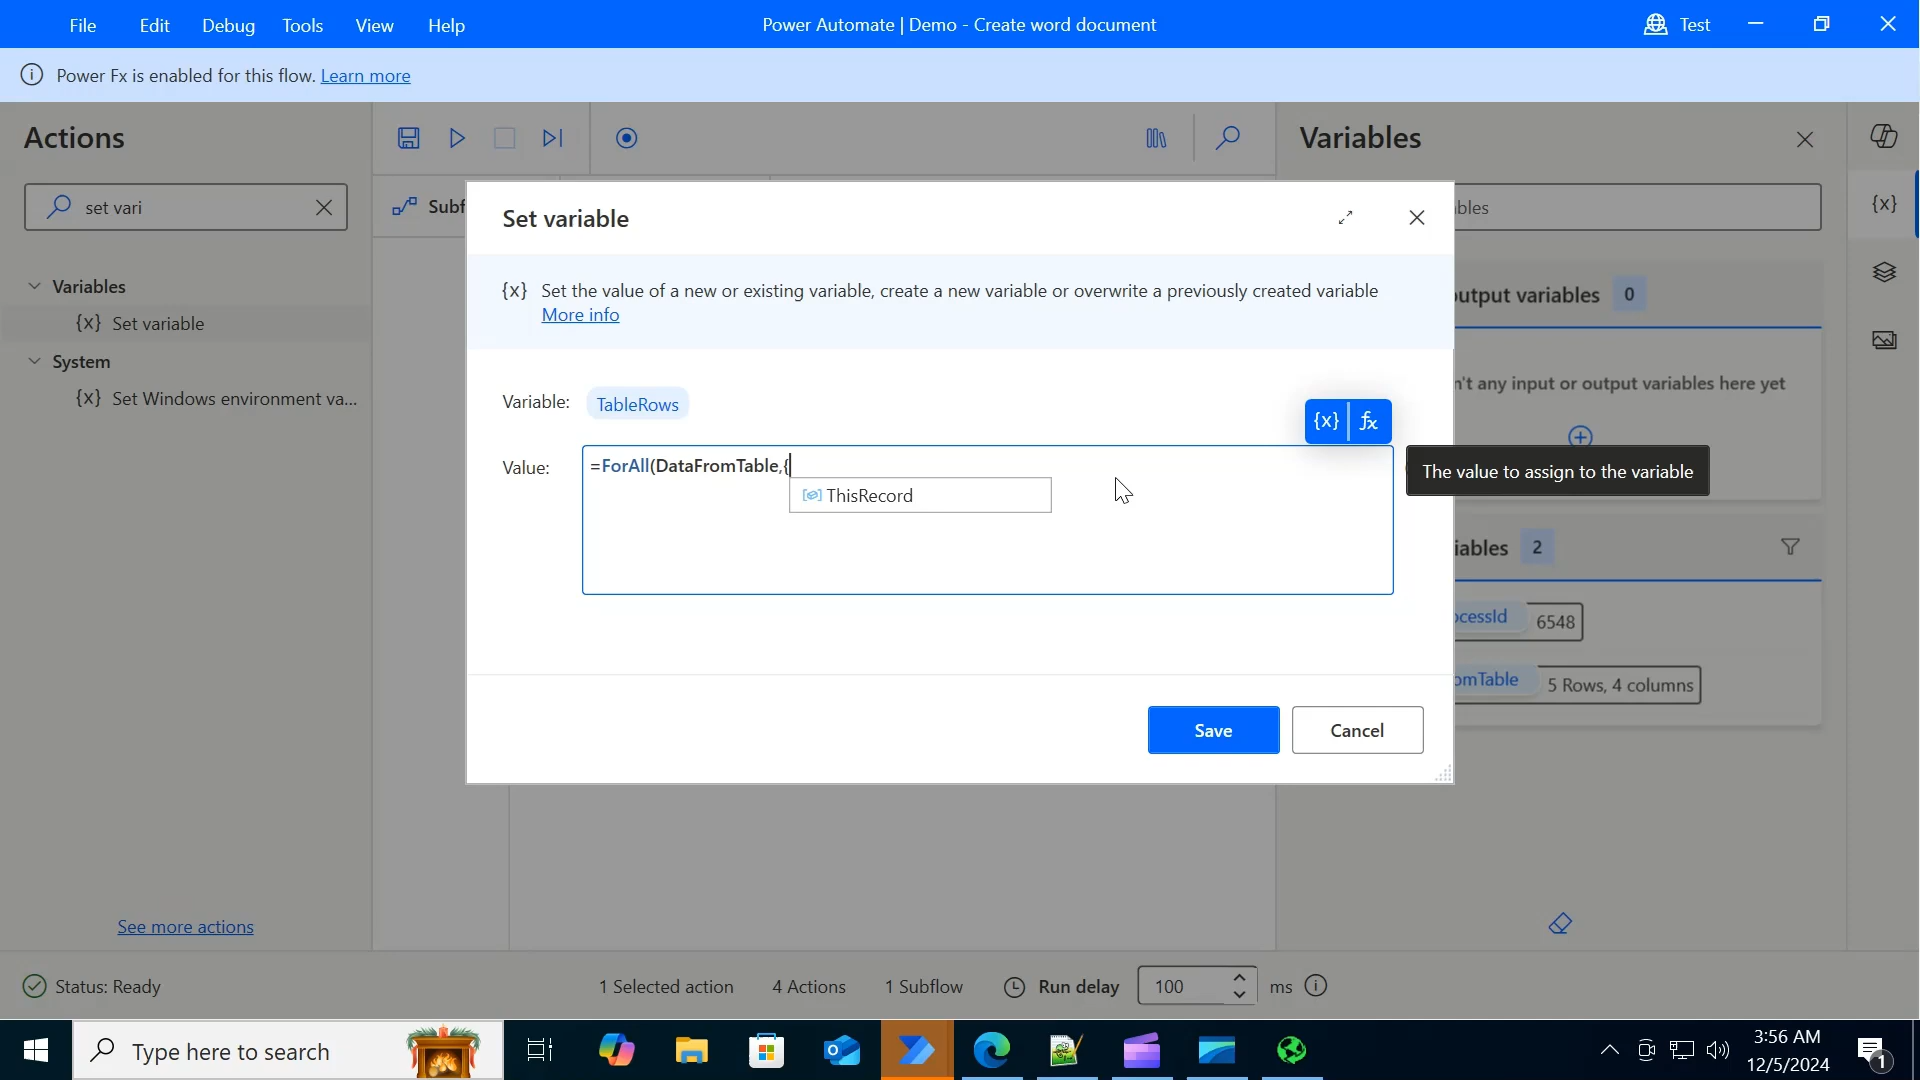 File Edit Debug Tools View Help
Power Automate | Demo - Create word document
Test
Power Fx is enabled for this flow. Learn more
Actions
set vari
Variables
{x} Set variable
System
{x} Set Windows environment va...
See more actions
Subf
Set variable
{x} Set the value of a new or existing variable, create a new variable or overwrite a previously created variable
More info
Variable: TableRows
{x} fx
Value: =ForAll(DataFromTable,{
ThisRecord
The value to assign to the variable
Save Cancel
Variables
bles
{x}
utput variables 0
n't any input or output variables here yet
iables 2
ocessId 6548
omTable 5 Rows, 4 columns
Status: Ready 1 Selected action 4 Actions 1 Subflow Run delay 100 ms
Type here to search
3:56 AM
12/5/2024
1